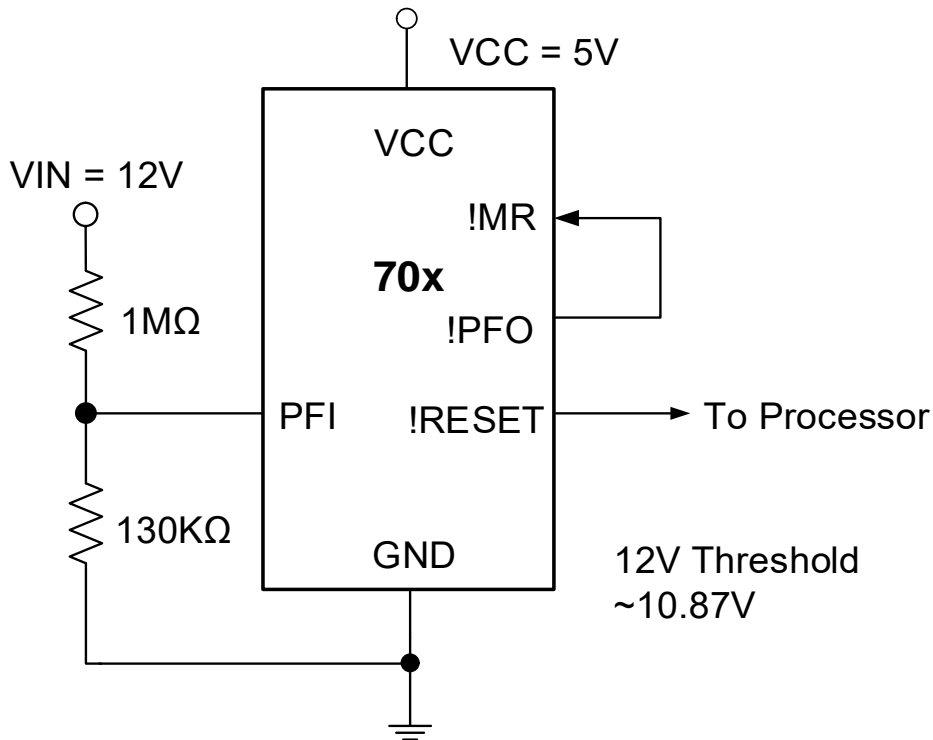 VCC = 5V
VCC
VIN = 12V
!MR
70x
1MΩ
!PFO
PFI
!RESET
To Processor
130KΩ
GND
12V Threshold
~10.87V